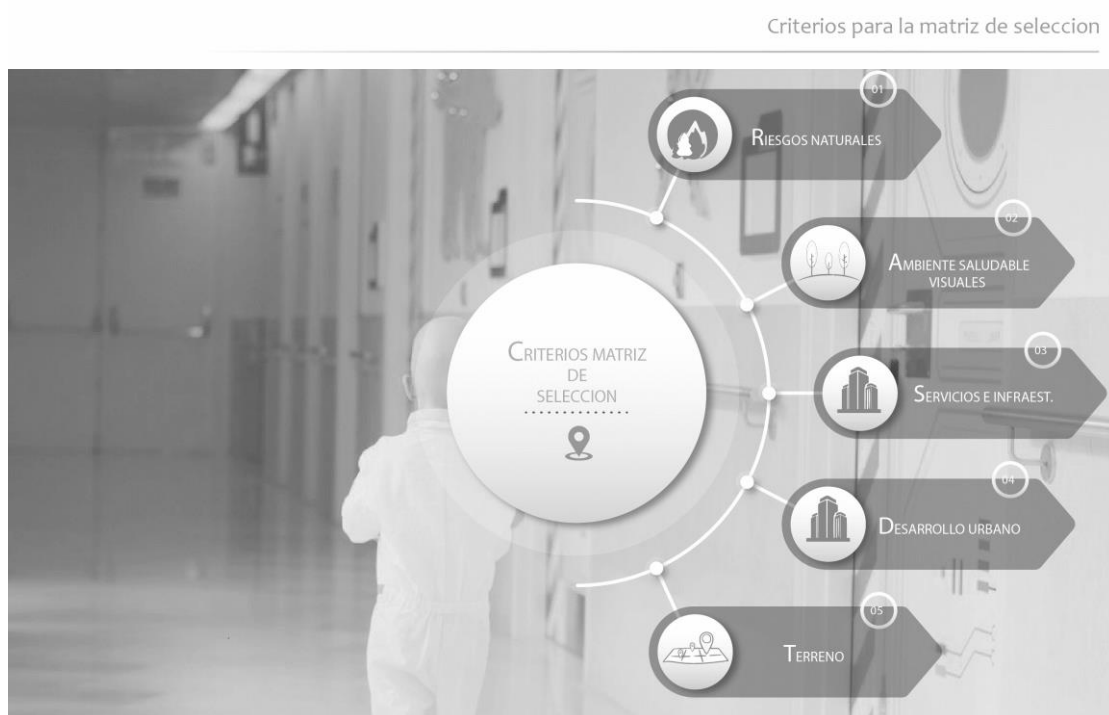 Criterios para la matriz de seleccion
01
RIESGOS NATURALES
02
AMBIENTE SALUDABLE
VISUALES
CRITERIOS MATRIZ
DE
SELECCION
03
SERVICIOS E INFRAEST.
04
DESARROLLO URBANO
05
TERRENO